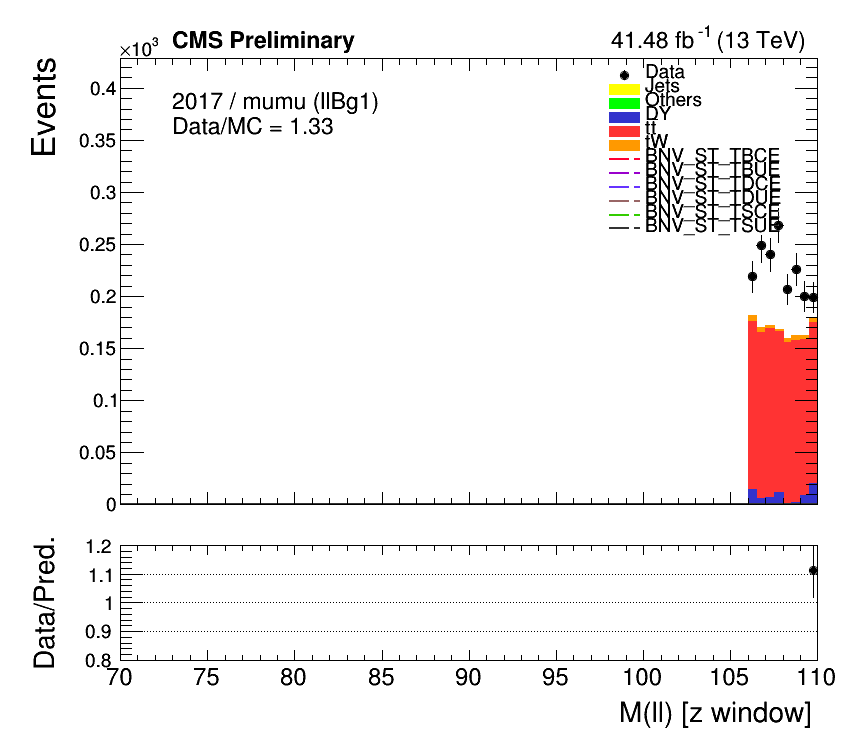 ×10³ CMS Preliminary 41.48 fb⁻¹ (13 TeV)
Events
2017 / mumu (llBg1)
Data/MC = 1.33
Data
Jets
Others
DY
tt
tW
BNV_ST_TBCE
BNV_ST_TBUE
BNV_ST_TDCE
BNV_ST_TDUE
BNV_ST_TSCE
BNV_ST_TSUE
0.4
0.35
0.3
0.25
0.2
0.15
0.1
0.05
0
Data/Pred.
1.2
1.1
1
0.9
0.8
70 75 80 85 90 95 100 105 110
M(ll) [z window]